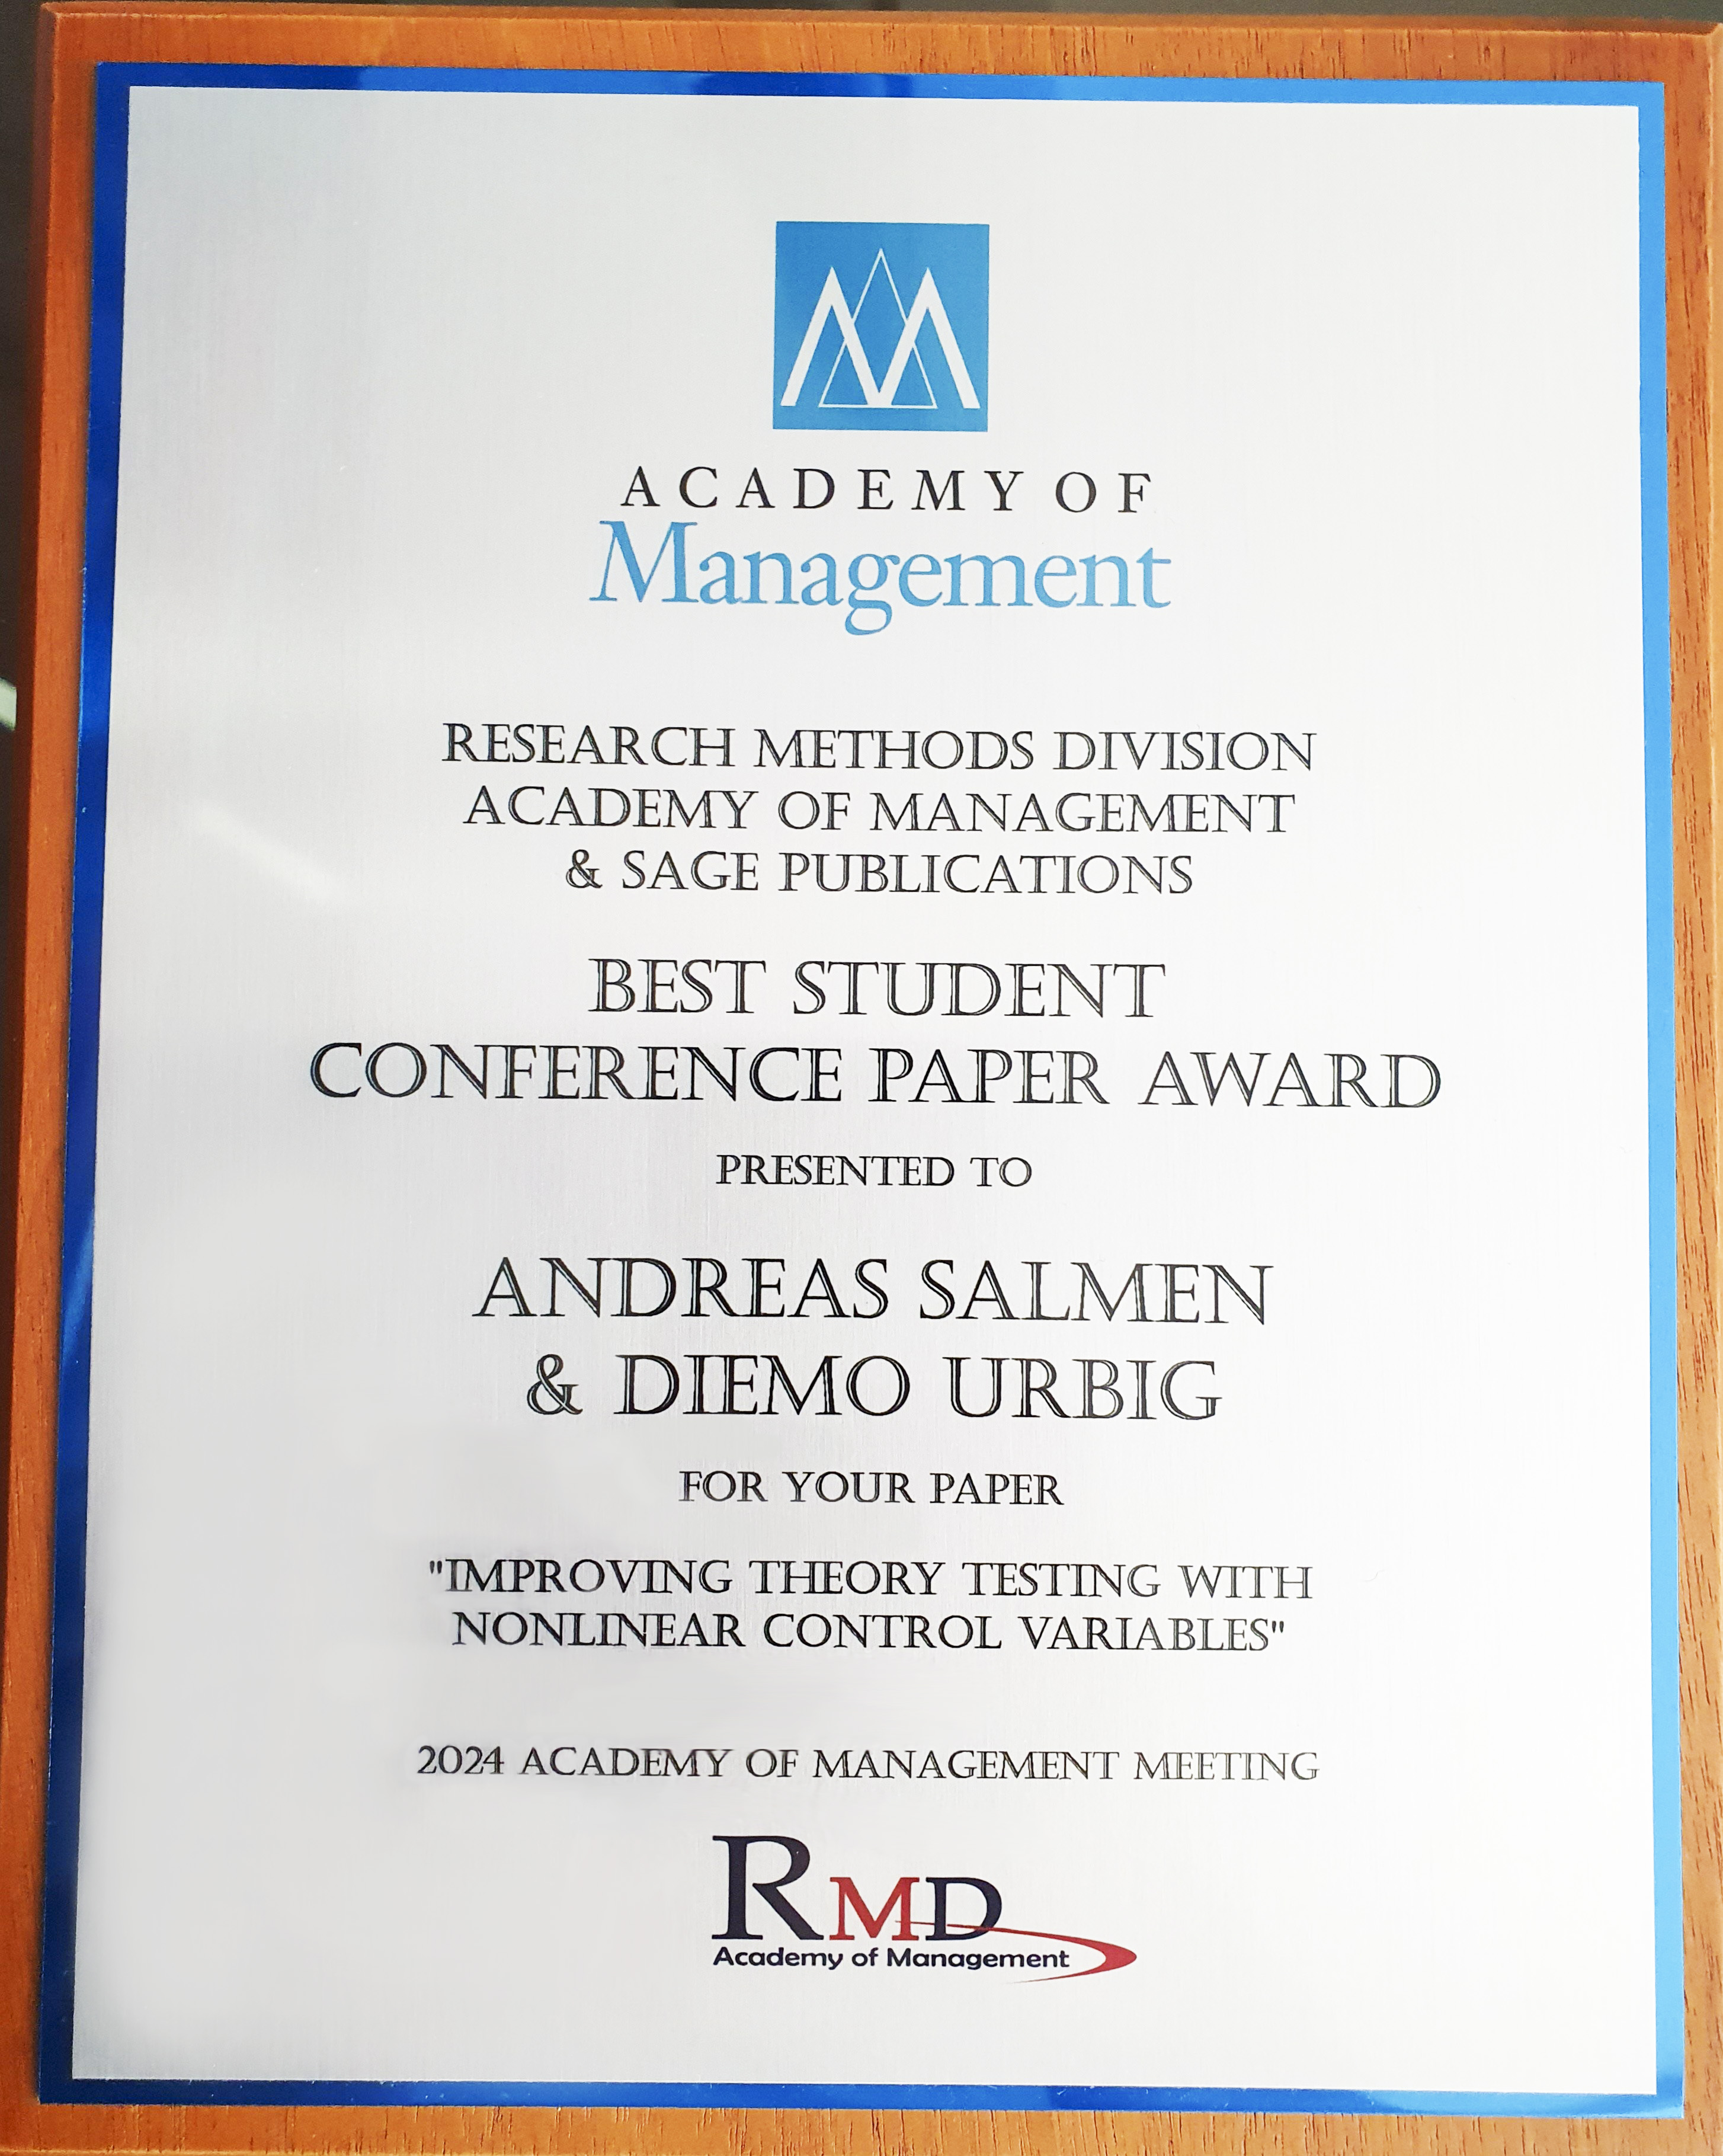 ACADEMY OF
Management
RESEARCH METHODS DIVISION
ACADEMY OF MANAGEMENT
& SAGE PUBLICATIONS
BEST STUDENT
CONFERENCE PAPER AWARD
PRESENTED TO
ANDREAS SALMEN
& DIEMO URBIG
FOR YOUR PAPER
"IMPROVING THEORY TESTING WITH
NONLINEAR CONTROL VARIABLES"
2024 ACADEMY OF MANAGEMENT MEETING
RMD
Academy of Management